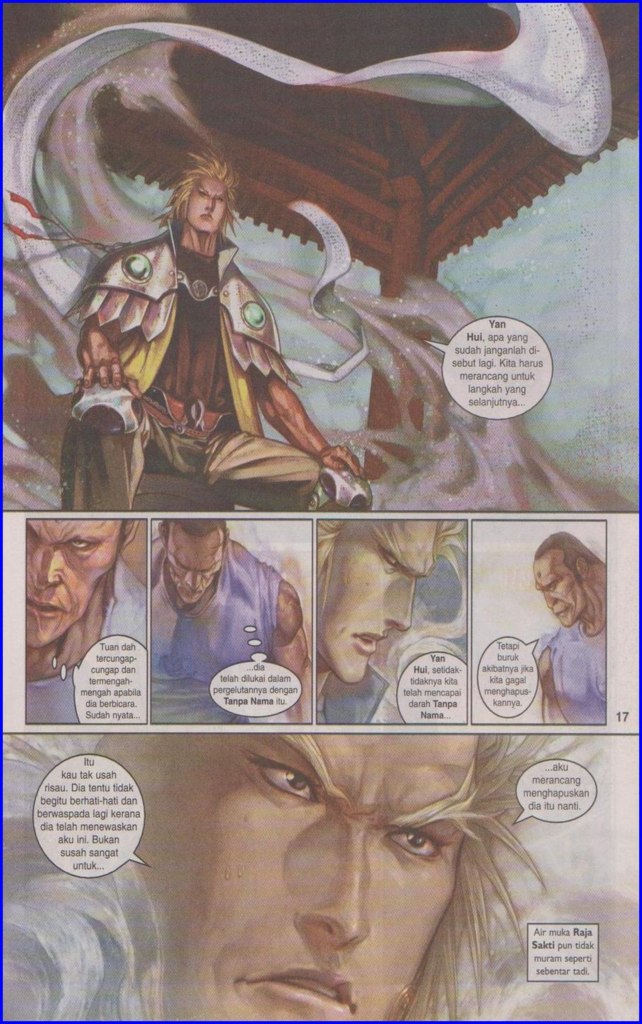 Yan
Hui, apa yang
sudah janganlah di-
sebut lagi. Kita harus
merancang untuk
langkah yang
selanjutnya...
Tuan dah
tercungap-
cungap dan
termengah-
mengah apabila
dia berbicara.
Sudah nyata...
...dia
telah dilukai dalam
pergelutannya dengan
Tanpa Nama itu.
Yan
Hui, setidak-
tidaknya kita
telah mencapai
darah Tanpa
Nama...
Tetapi
buruk
akibatnya jika
kita gagal
menghapus-
kannya.
17
Itu
kau tak usah
risau. Dia tentu tidak
begitu berhati-hati dan
berwaspada lagi kerana
dia telah menewaskan
aku ini. Bukan
susah sangat
untuk...
...aku
merancang
menghapuskan
dia itu nanti.
Air muka Raja
Sakti pun tidak
muram seperti
sebentar tadi.